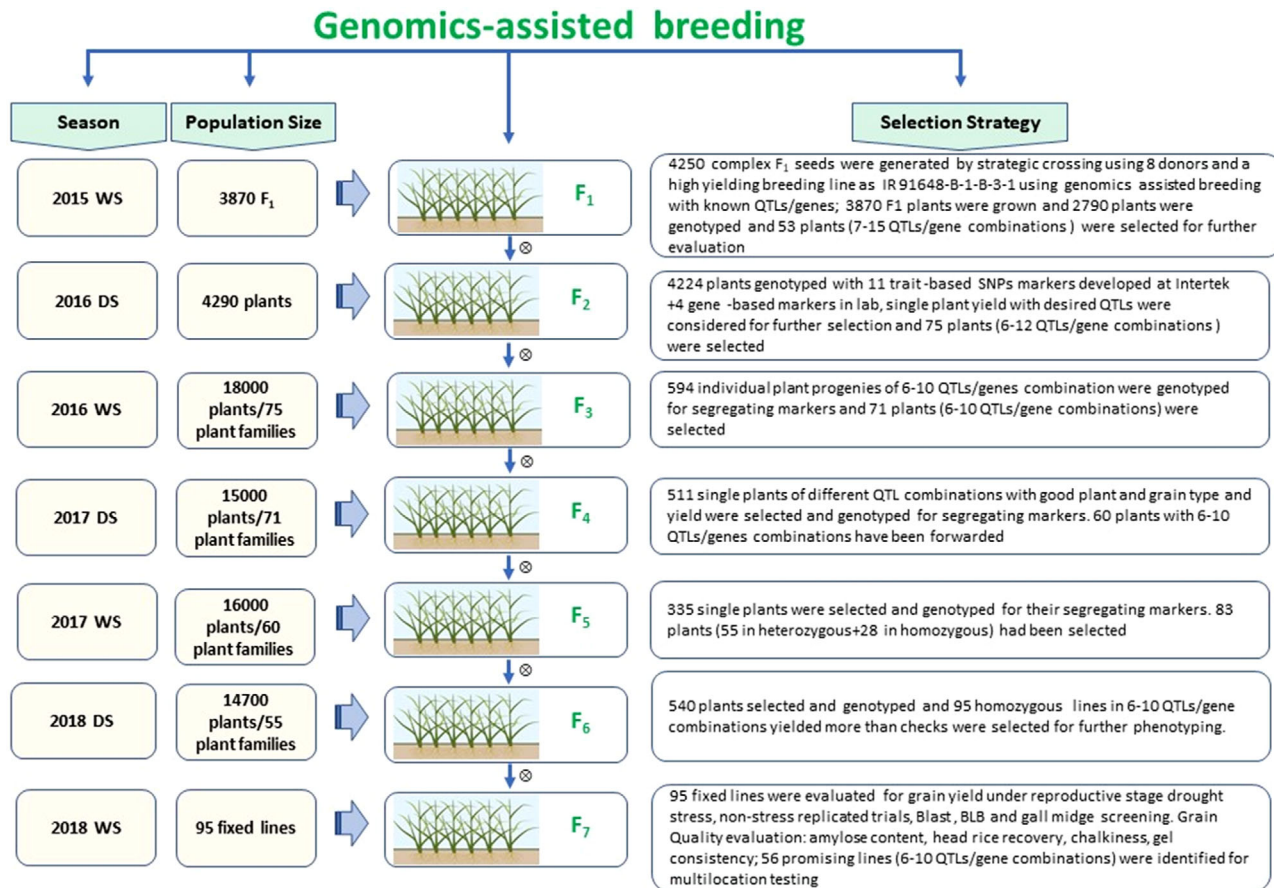 Genomics-assisted breeding
Season
Population Size
Selection Strategy
2015 WS
3870 F₁
F₁
4250 complex F₁ seeds were generated by strategic crossing using 8 donors and a
high yielding breeding line as IR 91648-B-1-B-3-1 using genomics assisted breeding
with known QTLs/genes; 3870 F1 plants were grown and 2790 plants were
genotyped and 53 plants (7-15 QTLs/gene combinations ) were selected for further
evaluation
⊗
2016 DS
4290 plants
F₂
4224 plants genotyped with 11 trait-based SNPs markers developed at Intertek
+4 gene -based markers in lab, single plant yield with desired QTLs were
considered for further selection and 75 plants (6-12 QTLs/gene combinations )
were selected
⊗
2016 WS
18000
plants/75
plant families
F₃
594 individual plant progenies of 6-10 QTLs/genes combination were genotyped
for segregating markers and 71 plants (6-10 QTLs/gene combinations) were
selected
⊗
2017 DS
15000
plants/71
plant families
F₄
511 single plants of different QTL combinations with good plant and grain type and
yield were selected and genotyped for segregating markers. 60 plants with 6-10
QTLs/genes combinations have been forwarded
⊗
2017 WS
16000
plants/60
plant families
F₅
335 single plants were selected and genotyped for their segregating markers. 83
plants (55 in heterozygous+28 in homozygous) had been selected
⊗
2018 DS
14700
plants/55
plant families
F₆
540 plants selected and genotyped and 95 homozygous lines in 6-10 QTLs/gene
combinations yielded more than checks were selected for further phenotyping.
⊗
2018 WS
95 fixed lines
F₇
95 fixed lines were evaluated for grain yield under reproductive stage drought
stress, non-stress replicated trials, Blast, BLB and gall midge screening. Grain
Quality evaluation: amylose content, head rice recovery, chalkiness, gel
consistency; 56 promising lines (6-10 QTLs/gene combinations) were identified for
multilocation testing